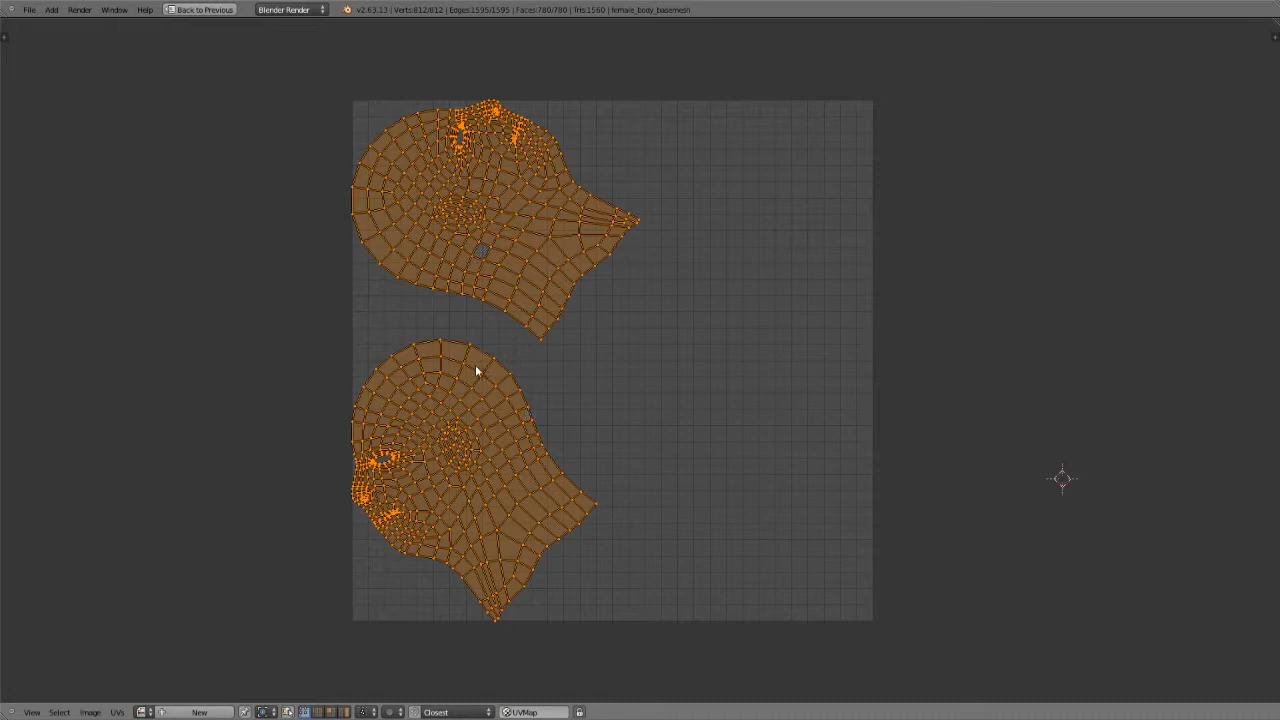 File Add Render Window Help Back to Previous Blender Render v2.63.13 | Verts:812/812 | Edges:1595/1595 | Faces:780/780 | Tris:1560 | female_body_basemesh
View Select Image UVs New Closest UVMap